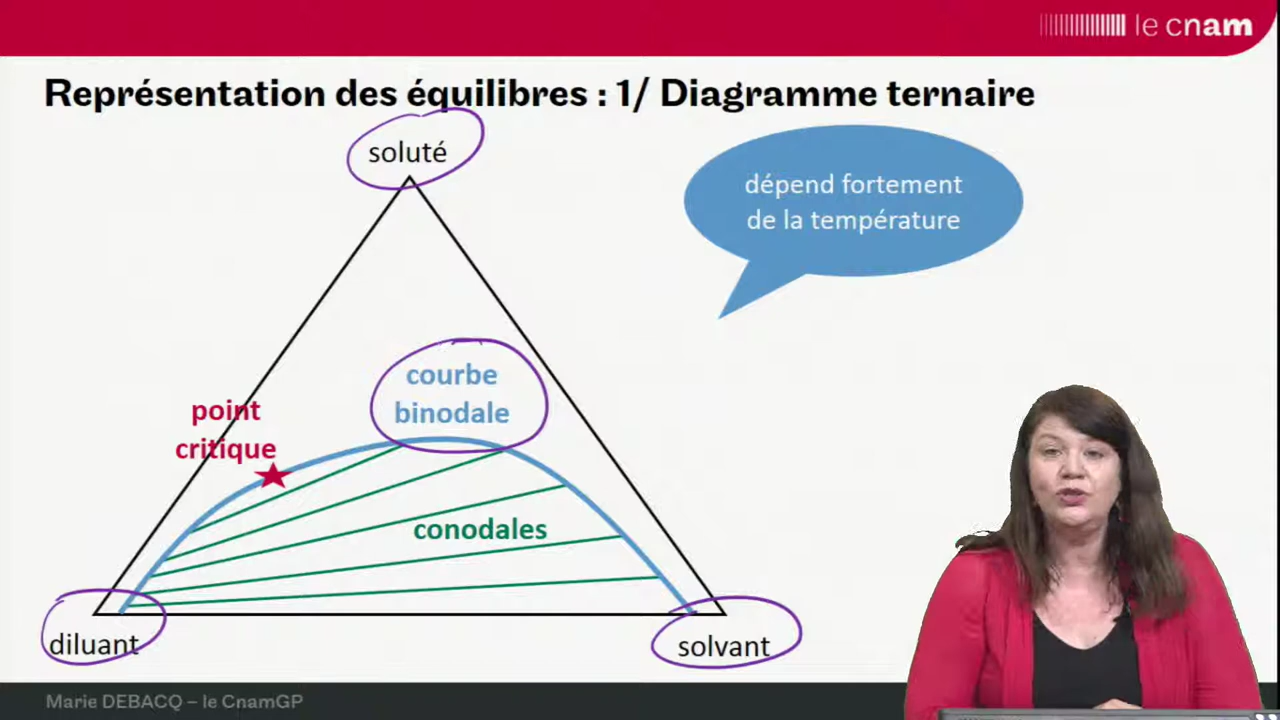 le cnam
Représentation des équilibres : 1/ Diagramme ternaire
soluté
dépend fortement
de la température
courbe
binodale
point
critique
conodales
diluant
solvant
Marie DEBACQ – le CnamGP